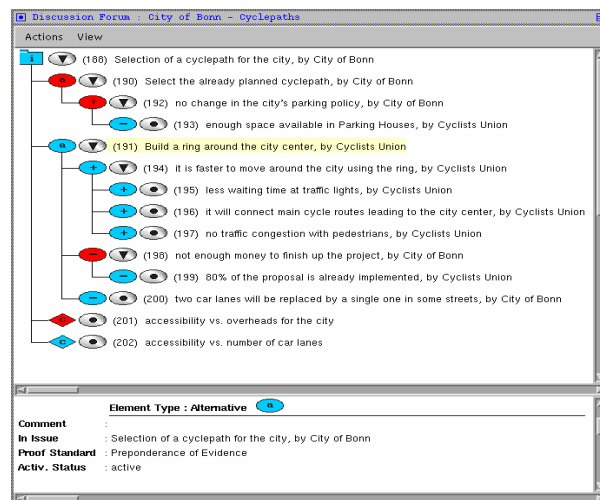 Discussion Forum : City of Bonn - Cyclepaths
Actions View
i (188) Selection of a cyclepath for the city, by City of Bonn
a (190) Select the already planned cyclepath, by City of Bonn
+ (192) no change in the city's parking policy, by City of Bonn
− (193) enough space available in Parking Houses, by Cyclists Union
a (191) Build a ring around the city center, by Cyclists Union
+ (194) it is faster to move around the city using the ring, by Cyclists Union
+ (195) less waiting time at traffic lights, by Cyclists Union
+ (196) it will connect main cycle routes leading to the city center, by Cyclists Union
+ (197) no traffic congestion with pedestrians, by Cyclists Union
− (198) not enough money to finish up the project, by City of Bonn
− (199) 80% of the proposal is already implemented, by Cyclists Union
− (200) two car lanes will be replaced by a single one in some streets, by City of Bonn
c (201) accessibility vs. overheads for the city
c (202) accessibility vs. number of car lanes
Element Type : Alternative a
Comment :
In Issue : Selection of a cyclepath for the city, by City of Bonn
Proof Standard : Preponderance of Evidence
Activ. Status : active